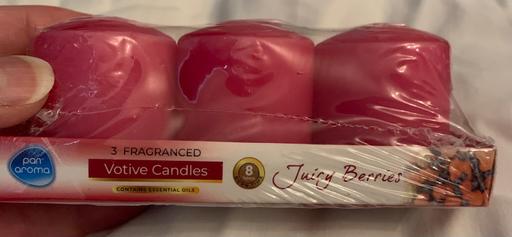 pan
aroma
3 FRAGRANCED
Votive Candles
CONTAINS ESSENTIAL OILS
8
Juicy Berries